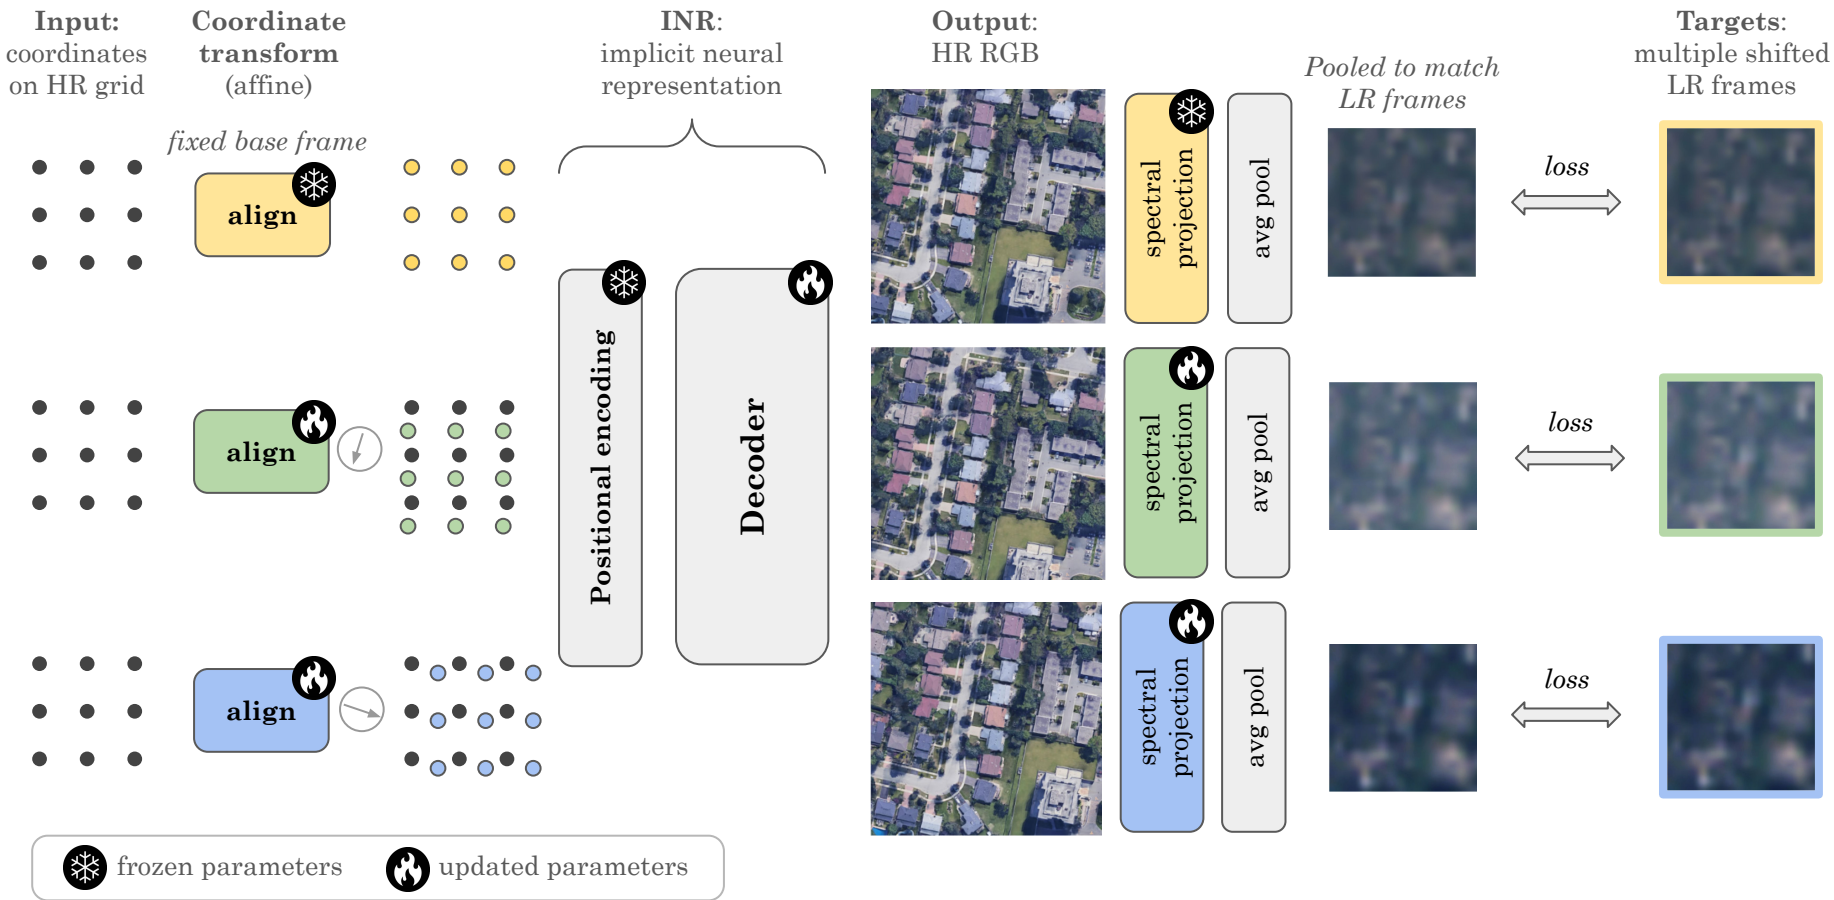 Input:
coordinates
on HR grid
Coordinate
transform
(affine)
INR:
implicit neural
representation
Output:
HR RGB
Pooled to match
LR frames
Targets:
multiple shifted
LR frames
fixed base frame
align
spectral
projection
avg pool
loss
Positional encoding
Decoder
align
spectral
projection
avg pool
loss
align
spectral
projection
avg pool
loss
frozen parameters
updated parameters